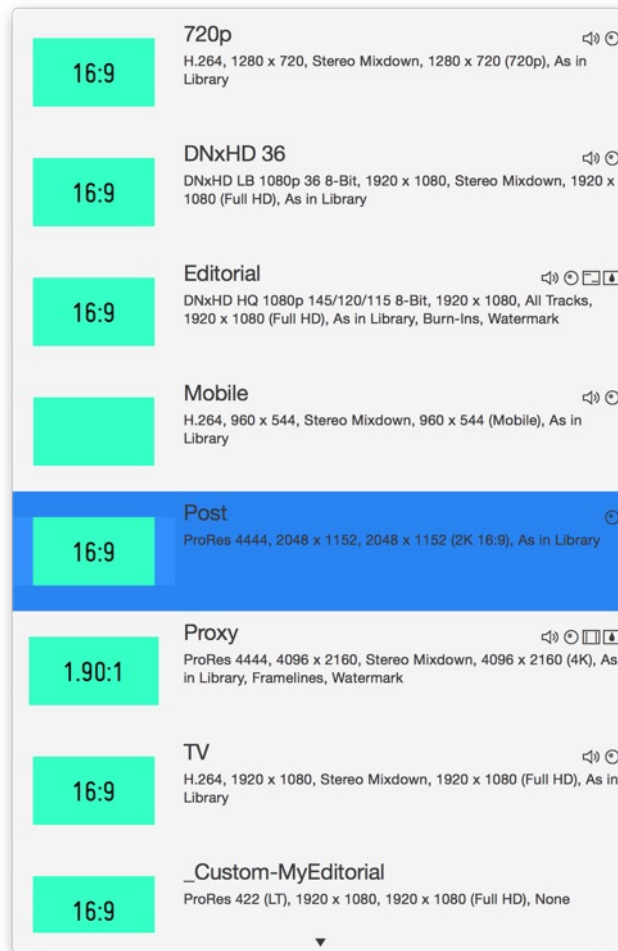 720p
16:9
H.264, 1280 x 720, Stereo Mixdown, 1280 x 720 (720p), As in
Library
DNxHD 36
16:9
DNxHD LB 1080p 36 8-Bit, 1920 x 1080, Stereo Mixdown, 1920 x
1080 (Full HD), As in Library
Editorial
16:9
DNxHD HQ 1080p 145/120/115 8-Bit, 1920 x 1080, All Tracks,
1920 x 1080 (Full HD), As in Library, Burn-Ins, Watermark
Mobile
H.264, 960 x 544, Stereo Mixdown, 960 x 544 (Mobile), As in
Library
Post
16:9
ProRes 4444, 2048 x 1152, 2048 x 1152 (2K 16:9), As in Library
Proxy
1.90:1
ProRes 4444, 4096 x 2160, Stereo Mixdown, 4096 x 2160 (4K), As
in Library, Framelines, Watermark
TV
16:9
H.264, 1920 x 1080, Stereo Mixdown, 1920 x 1080 (Full HD), As in
Library
_Custom-MyEditorial
16:9
ProRes 422 (LT), 1920 x 1080, 1920 x 1080 (Full HD), None